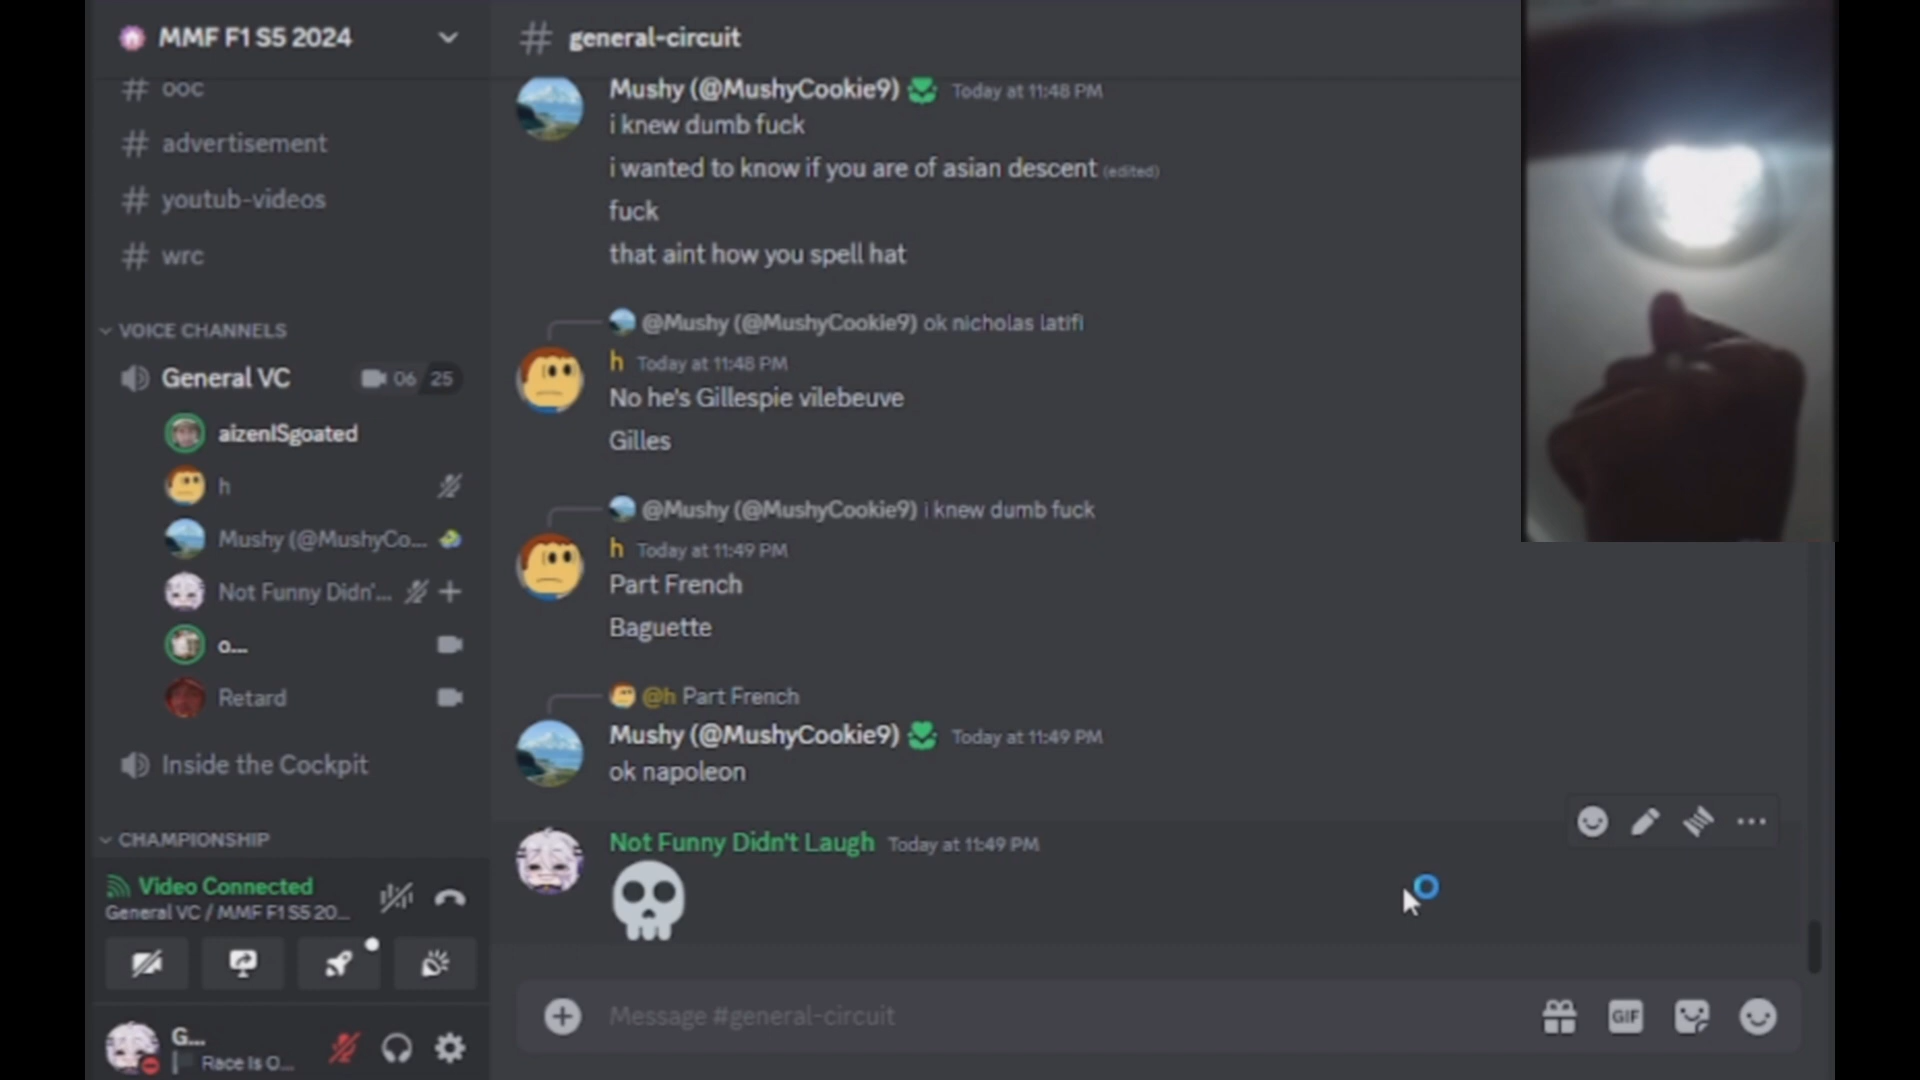 MMF F1 S5 2024
ooc
advertisement
youtub-videos
wrc
VOICE CHANNELS
General VC 06 25
aizenISgoated
h
Mushy (@MushyCo...
Not Funny Didn'...
o...
Retard
Inside the Cockpit
CHAMPIONSHIP
Video Connected
General VC / MMF F1 S5 20...
G...
Race Is O...
# general-circuit
Mushy (@MushyCookie9) Today at 11:48 PM
i knew dumb fuck
i wanted to know if you are of asian descent (edited)
fuck
that aint how you spell hat
@Mushy (@MushyCookie9) ok nicholas latifi
h Today at 11:48 PM
No he's Gillespie vilebeuve
Gilles
@Mushy (@MushyCookie9) i knew dumb fuck
h Today at 11:49 PM
Part French
Baguette
@h Part French
Mushy (@MushyCookie9) Today at 11:49 PM
ok napoleon
Not Funny Didn't Laugh Today at 11:49 PM
Message #general-circuit
GIF